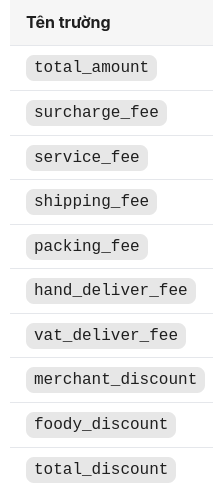 Tên trường
total_amount
surcharge_fee
service_fee
shipping_fee
packing_fee
hand_deliver_fee
vat_deliver_fee
merchant_discount
foody_discount
total_discount